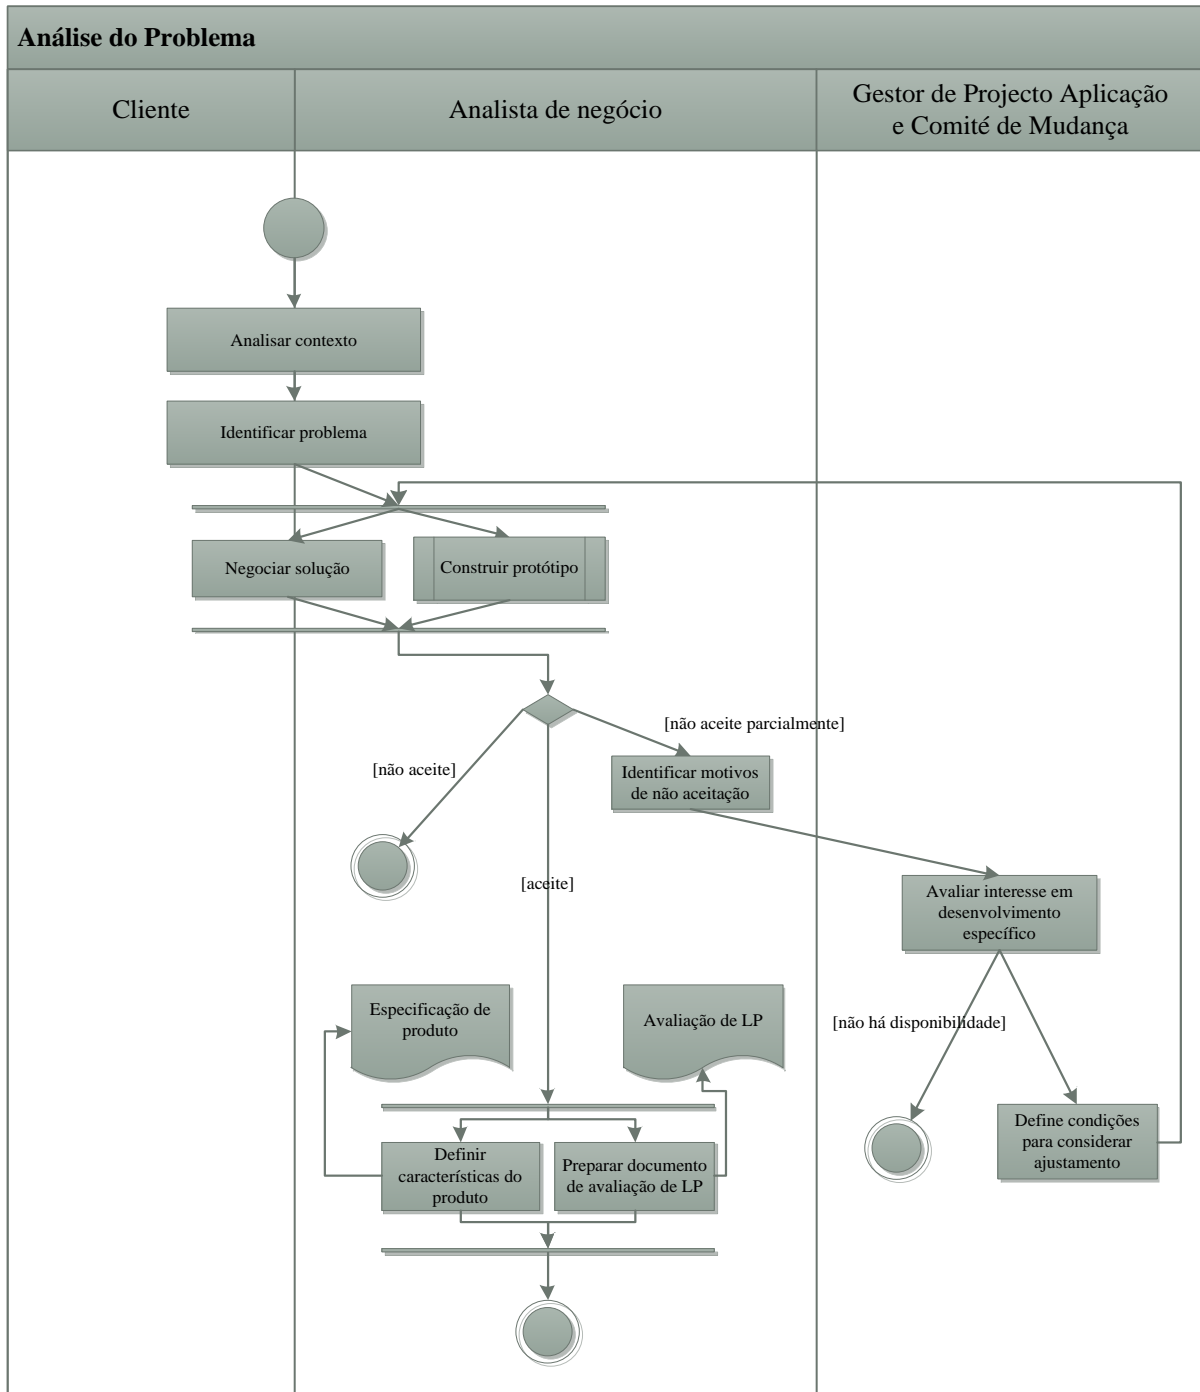 Análise do Problema
Cliente
Analista de negócio
Gestor de Projecto Aplicação
e Comité de Mudança
Analisar contexto
Identificar problema
Negociar solução
Construir protótipo
[não aceite parcialmente]
[não aceite]
Identificar motivos
de não aceitação
[aceite]
Avaliar interesse em
desenvolvimento
específico
Especificação de
produto
Avaliação de LP
[não há disponibilidade]
Definir
características do
produto
Preparar documento
de avaliação de LP
Define condições
para considerar
ajustamento